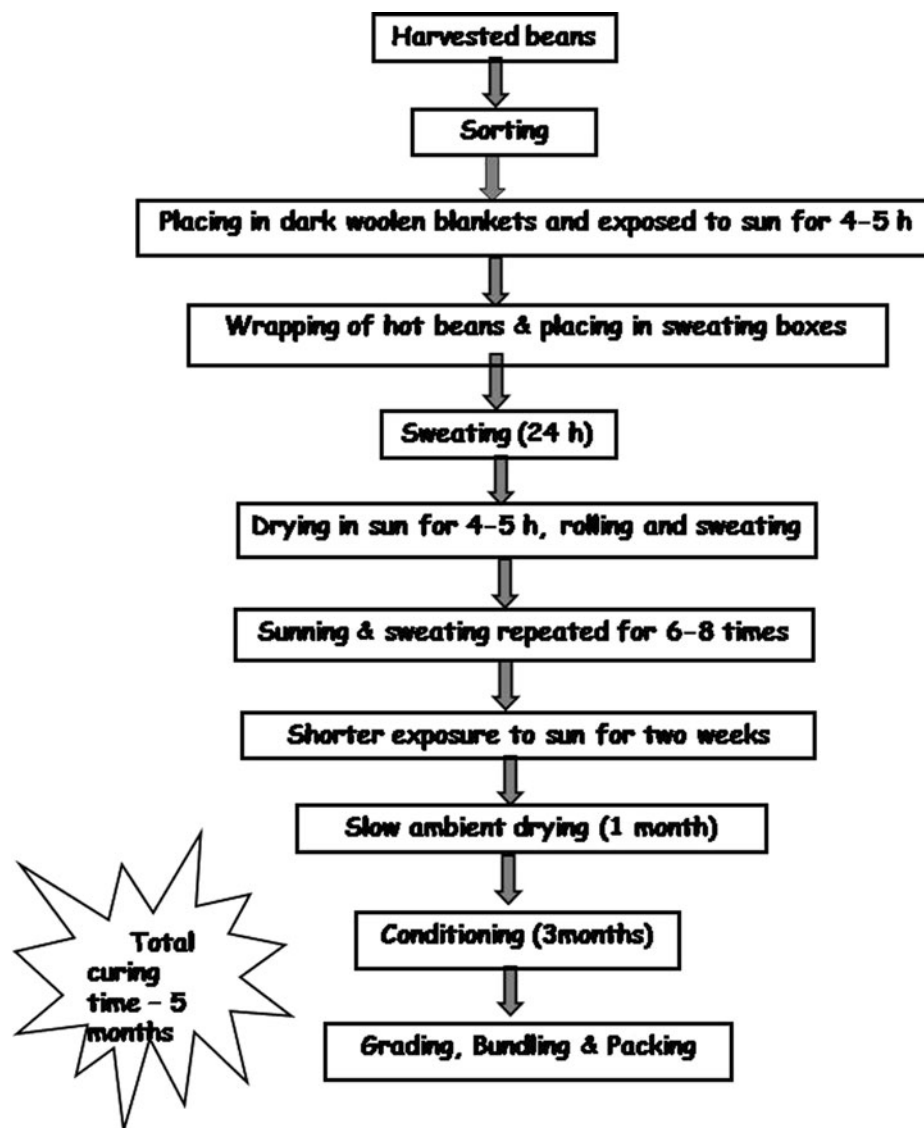 Harvested beans
Sorting
Placing in dark woolen blankets and exposed to sun for 4-5 h
Wrapping of hot beans & placing in sweating boxes
Sweating (24 h)
Drying in sun for 4-5 h, rolling and sweating
Sunning & sweating repeated for 6-8 times
Shorter exposure to sun for two weeks
Slow ambient drying (1 month)
Conditioning (3months)
Grading, Bundling & Packing
Total
curing
time - 5
months